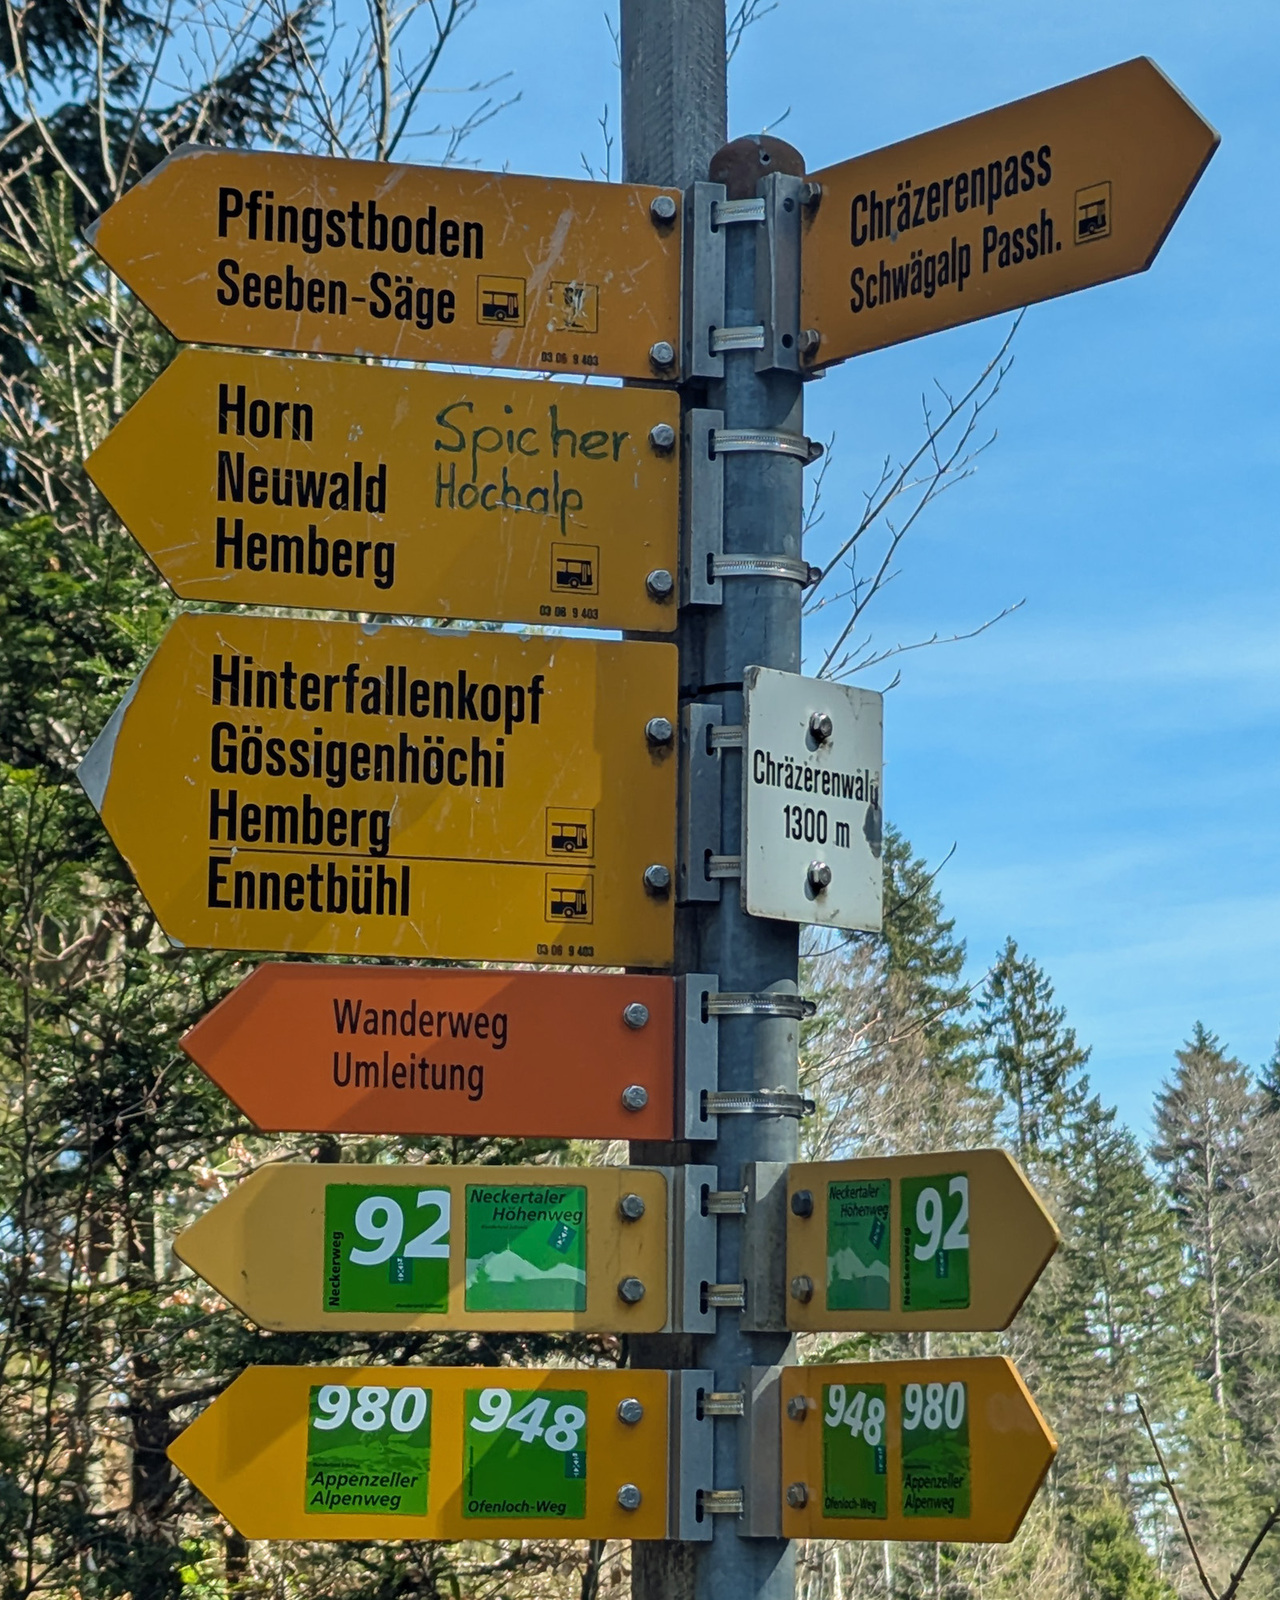 Pfingstboden
Seeben-Säge
03 06 9 403
Chräzerenpass
Schwägalp Passh.
Horn
Neuwald
Hemberg
Spicher
Hochalp
03 06 9 403
Hinterfallenkopf
Gössigenhöchi
Hemberg
Ennetbühl
03 06 9 403
Chräzerenwald
1300 m
Wanderweg
Umleitung
Neckerweg
92
Neckertaler
Höhenweg
Neckertaler
Höhenweg
Neckerweg
92
980
Appenzeller
Alpenweg
948
Ofenloch-Weg
948
Ofenloch-Weg
980
Appenzeller
Alpenweg